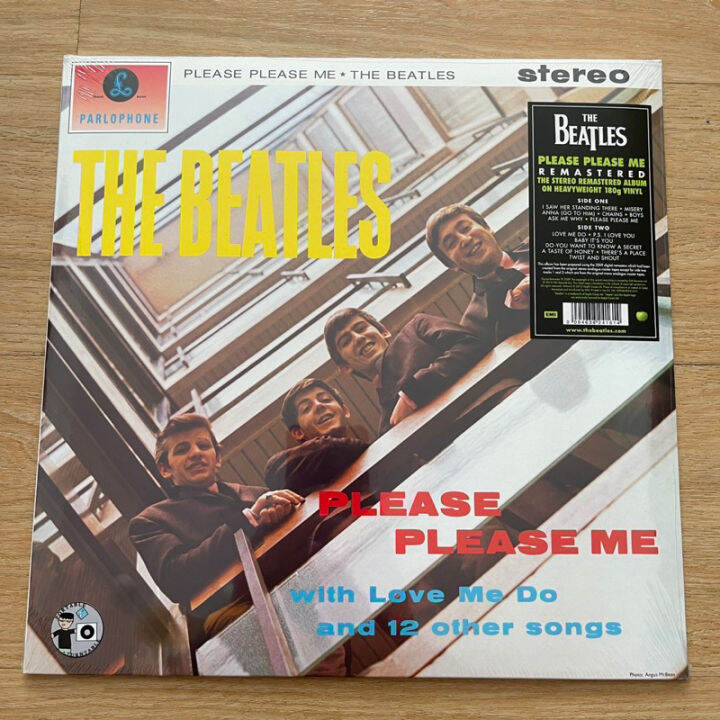 PARLOPHONE
PLEASE PLEASE ME ★ THE BEATLES
stereo
THE BEATLES
THE
BEATLES
PLEASE PLEASE ME
REMASTERED
THE STEREO REMASTERED ALBUM
ON HEAVYWEIGHT 180g VINYL
SIDE ONE
I SAW HER STANDING THERE • MISERY
ANNA (GO TO HIM) • CHAINS • BOYS
ASK ME WHY • PLEASE PLEASE ME
SIDE TWO
LOVE ME DO • P.S. I LOVE YOU
BABY IT'S YOU
DO YOU WANT TO KNOW A SECRET
A TASTE OF HONEY • THERE'S A PLACE
TWIST AND SHOUT
EMI
www.thebeatles.com
PLEASE
PLEASE ME
with Love Me Do
and 12 other songs
Photo: Angus McBean